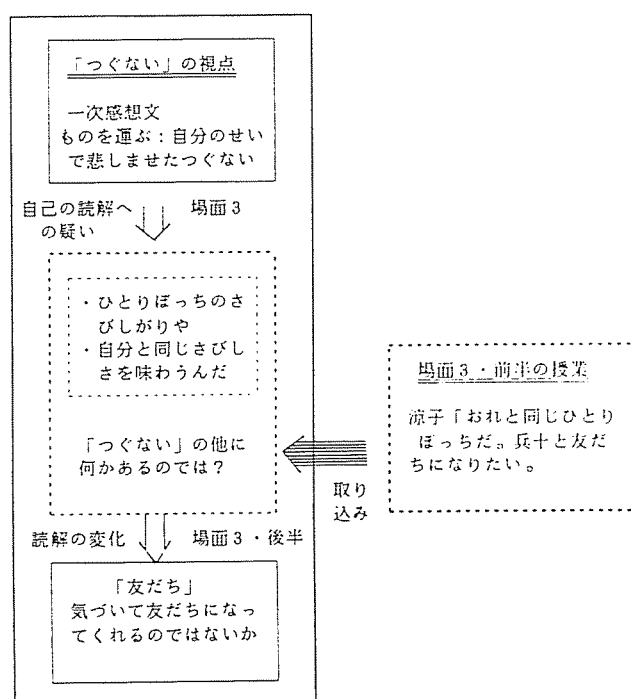 「つぐない」の視点
一次感想文
ものを運ぶ：自分のせい
で悲しませたつぐない
自己の読解へ
の疑い
場面3
・ひとりぼっちのさ
びしがりや
・自分と同じさびし
さを味わうんだ
「つぐない」の他に
何かあるのでは？
場面3・前半の授業
涼子「おれと同じひとり
ぼっちだ。兵十と友だ
ちになりたい。
取り
込み
読解の変化
場面3・後半
「友だち」
気づいて友だちになっ
てくれるのではないか